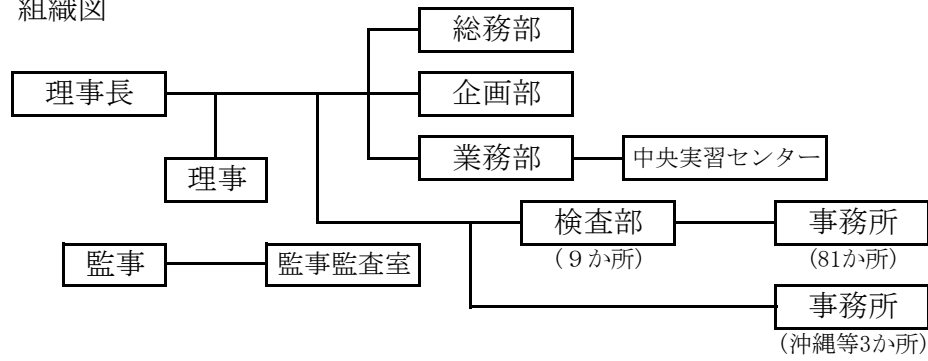 組織図
総務部
理事長
企画部
業務部
中央実習センター
理事
検査部
事務所
(9か所)
(81か所)
監事
監事監査室
事務所
(沖縄等3か所)